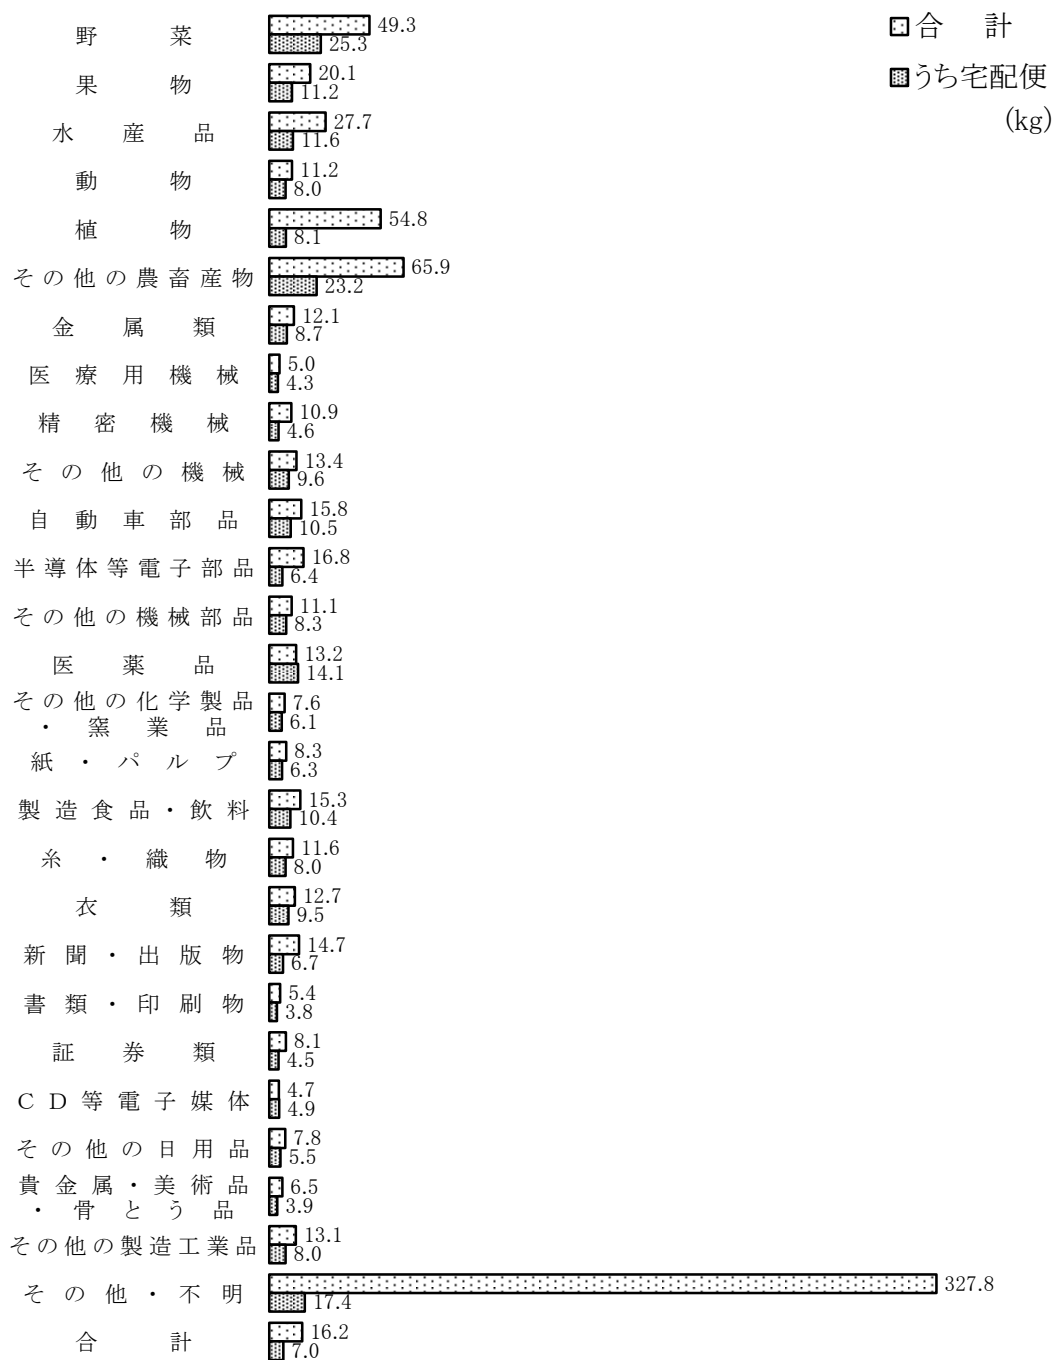 合計
うち宅配便
(kg)
野菜 49.3
25.3
果物 20.1
11.2
水産品 27.7
11.6
動物 11.2
8.0
植物 54.8
8.1
その他の農畜産物 65.9
23.2
金属類 12.1
8.7
医療用機械 5.0
4.3
精密機械 10.9
4.6
その他の機械 13.4
9.6
自動車部品 15.8
10.5
半導体等電子部品 16.8
6.4
その他の機械部品 11.1
8.3
医薬品 13.2
14.1
その他の化学製品 7.6
・窯業品 6.1
紙・パルプ 8.3
6.3
製造食品・飲料 15.3
10.4
糸・織物 11.6
8.0
衣類 12.7
9.5
新聞・出版物 14.7
6.7
書類・印刷物 5.4
3.8
証券類 8.1
4.5
CD等電子媒体 4.7
4.9
その他の日用品 7.8
5.5
貴金属・美術品 6.5
・骨とう品 3.9
その他の製造工業品 13.1
8.0
その他・不明 327.8
17.4
合計 16.2
7.0